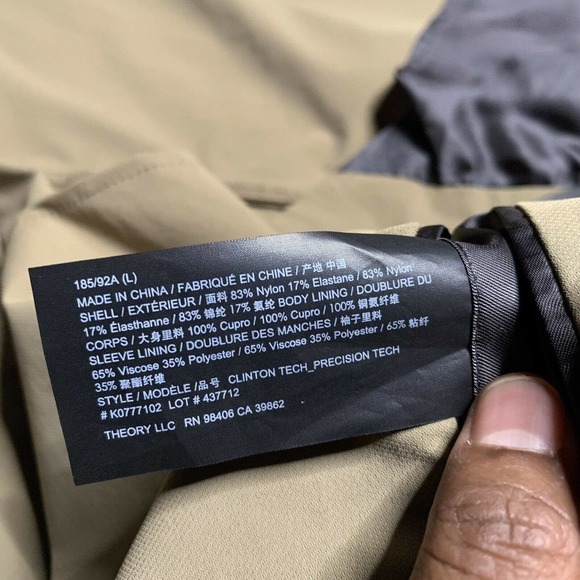 185/92A (L)
MADE IN CHINA / FABRIQUÉ EN CHINE / 产地 中国
SHELL / EXTÉRIEUR / 面料 83% Nylon 17% Elastane / 83% Nylon
17% Élasthanne / 83% 锦纶 17% 氨纶 BODY LINING / DOUBLURE DU
CORPS / 大身里料 100% Cupro / 100% Cupro / 100% 铜氨纤维
SLEEVE LINING / DOUBLURE DES MANCHES / 袖子里料
65% Viscose 35% Polyester / 65% Viscose 35% Polyester / 65% 粘纤
35% 聚酯纤维
STYLE / MODÈLE /品号 CLINTON TECH_PRECISION TECH
# K0777102 LOT # 437712
THEORY LLC RN 98406 CA 39862